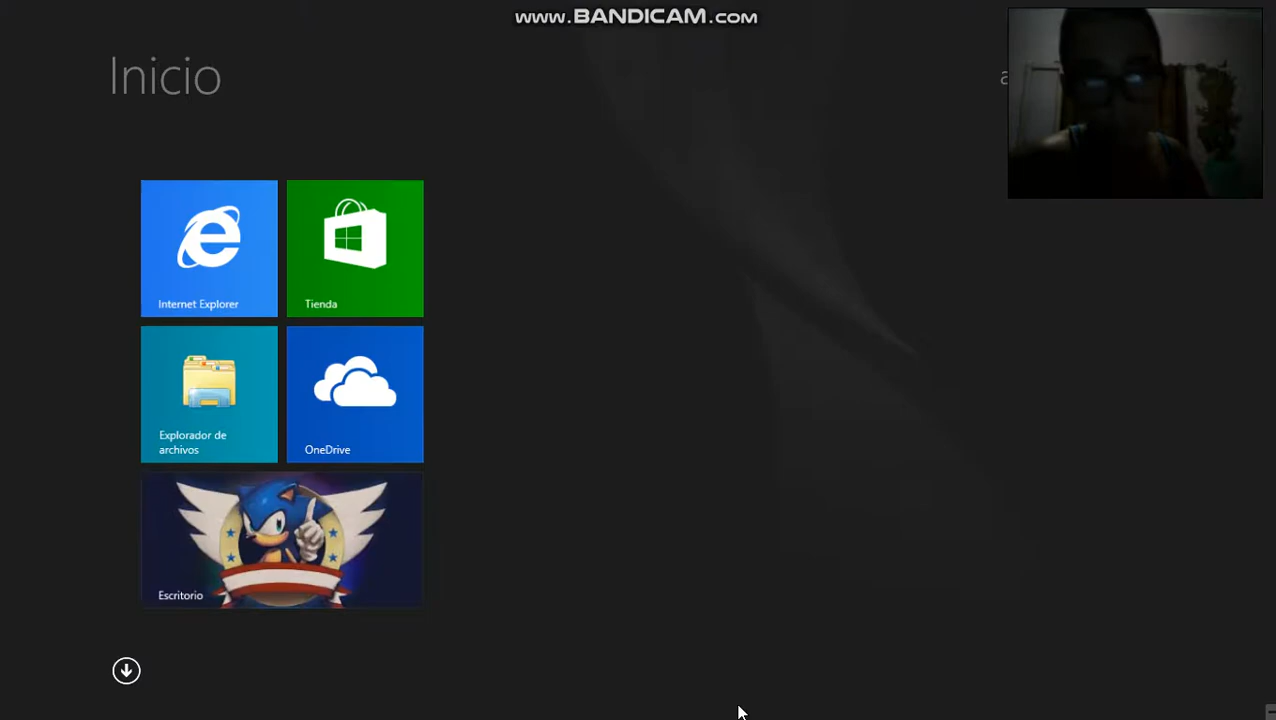 www.BANDICAM.com
Inicio
Internet Explorer
Tienda
Explorador de
archivos
OneDrive
Escritorio